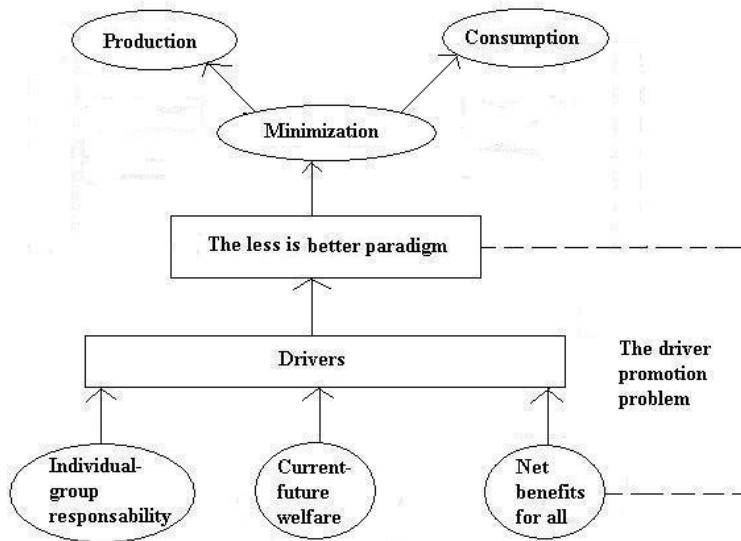 Production
Consumption
Minimization
The less is better paradigm
Drivers
The driver
promotion
problem
Individual-
group
responsability
Current-
future
welfare
Net
benefits
for all